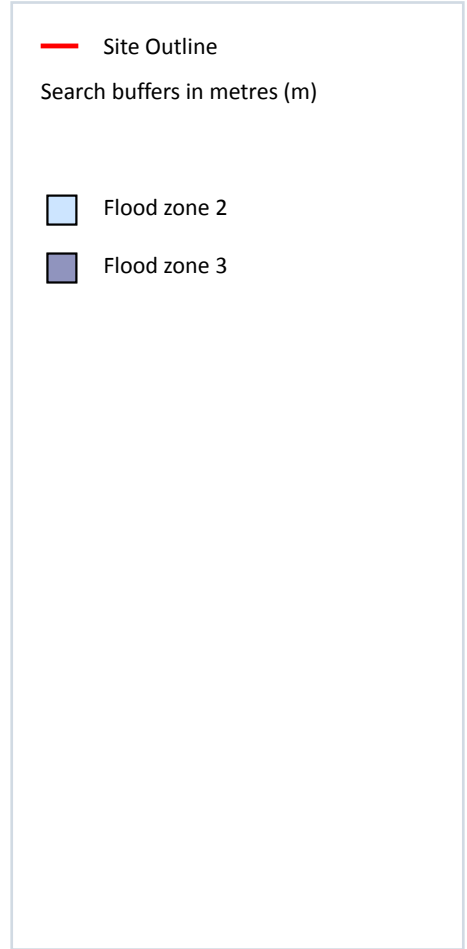 Site Outline
Search buffers in metres (m)
Flood zone 2
Flood zone 3